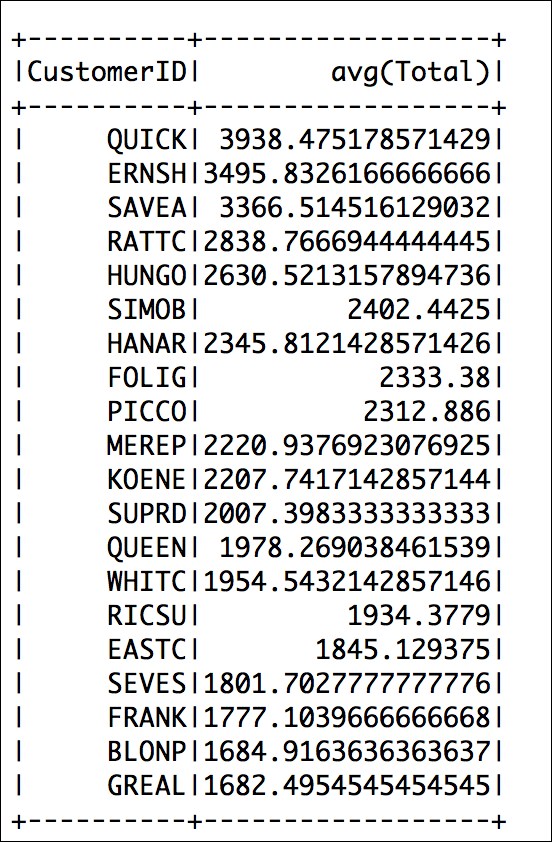 +----------+------------------+
|CustomerID|        avg(Total)|
+----------+------------------+
|     QUICK| 3938.475178571429|
|     ERNSH|3495.8326166666666|
|     SAVEA| 3366.514516129032|
|     RATTC|2838.7666944444445|
|     HUNGO|2630.5213157894736|
|     SIMOB|         2402.4425|
|     HANAR|2345.8121428571426|
|     FOLIG|           2333.38|
|     PICCO|          2312.886|
|     MEREP|2220.9376923076925|
|     KOENE|2207.7417142857144|
|     SUPRD|2007.3983333333333|
|     QUEEN| 1978.269038461539|
|     WHITC|1954.5432142857146|
|     RICSU|         1934.3779|
|     EASTC|       1845.129375|
|     SEVES|1801.7027777777776|
|     FRANK|1777.1039666666668|
|     BLONP|1684.9163636363637|
|     GREAL|1682.4954545454545|
+----------+------------------+